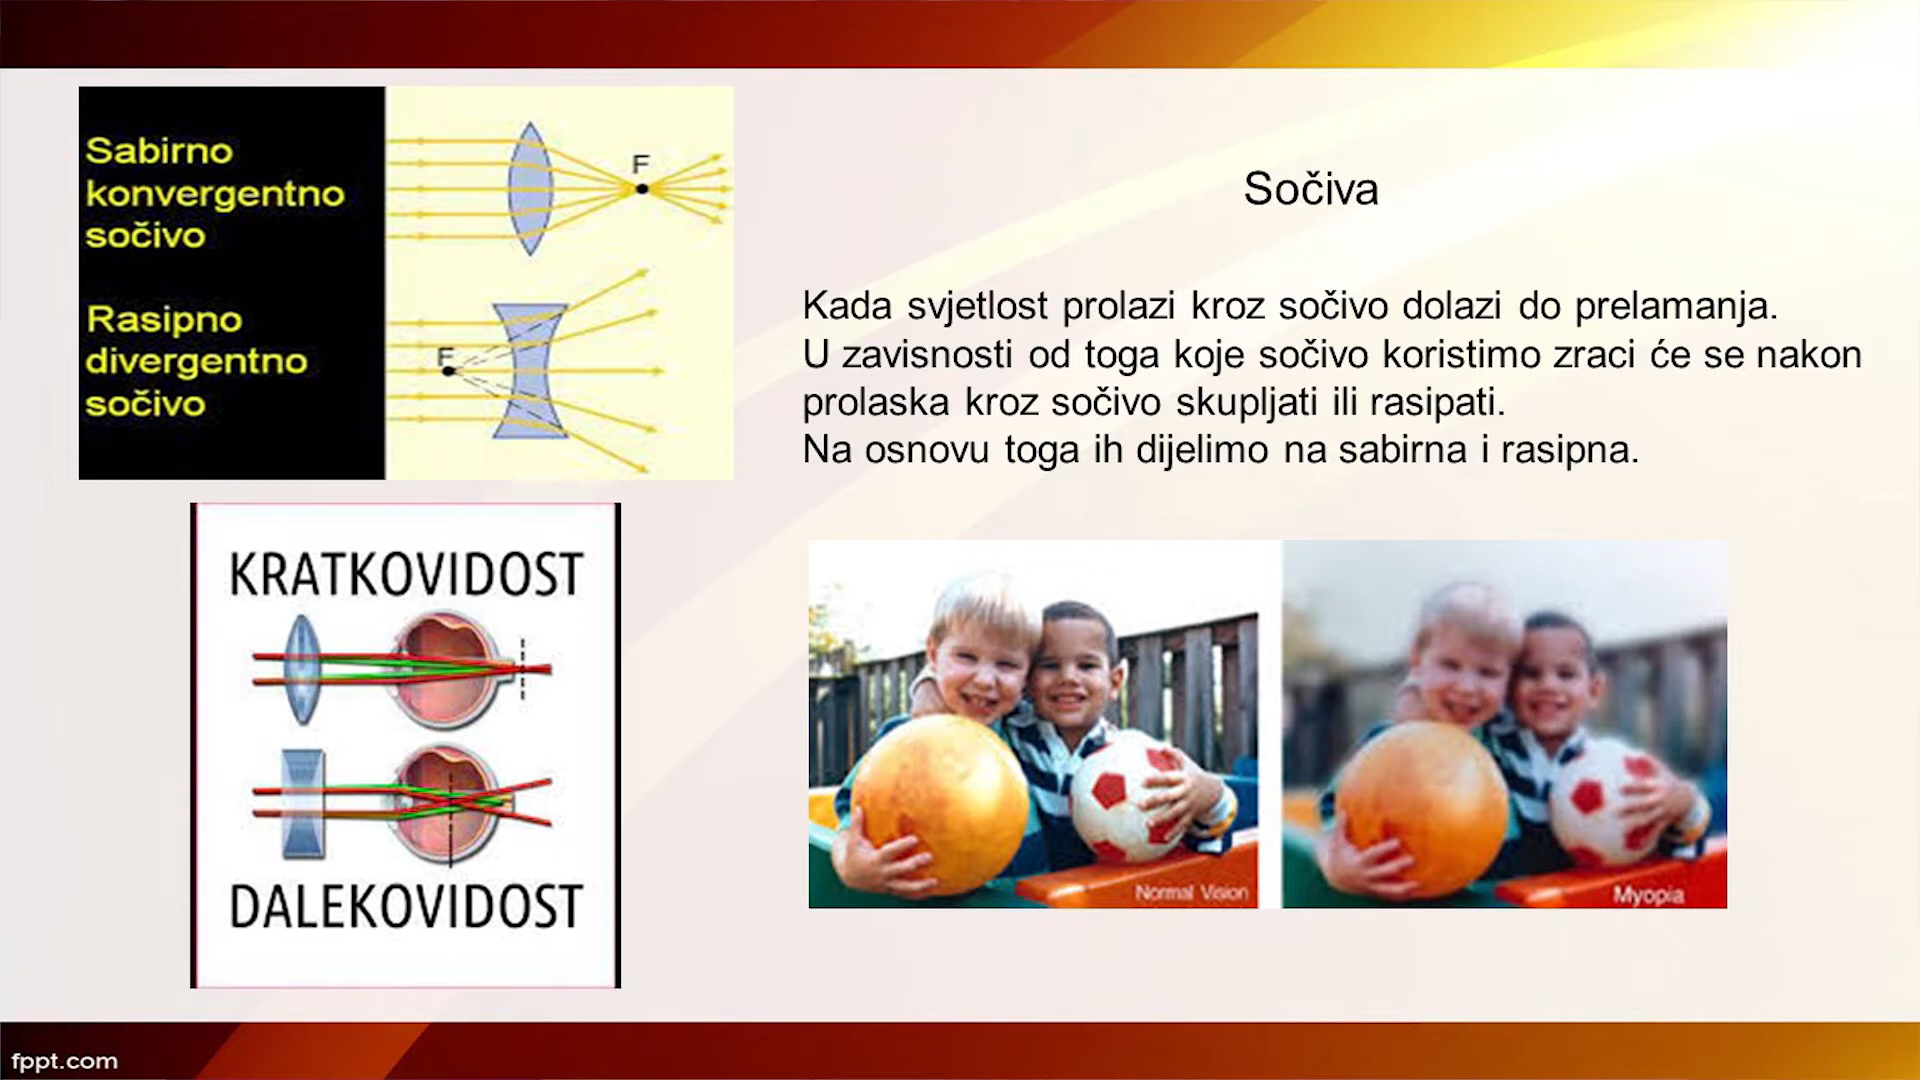 Sabirno
konvergentno
sočivo
F
Rasipno
divergentno
sočivo
F
Sočiva
Kada svjetlost prolazi kroz sočivo dolazi do prelamanja.
U zavisnosti od toga koje sočivo koristimo zraci će se nakon
prolaska kroz sočivo skupljati ili rasipati.
Na osnovu toga ih dijelimo na sabirna i rasipna.
KRATKOVIDOST
DALEKOVIDOST
Normal Vision
Myopia
fppt.com